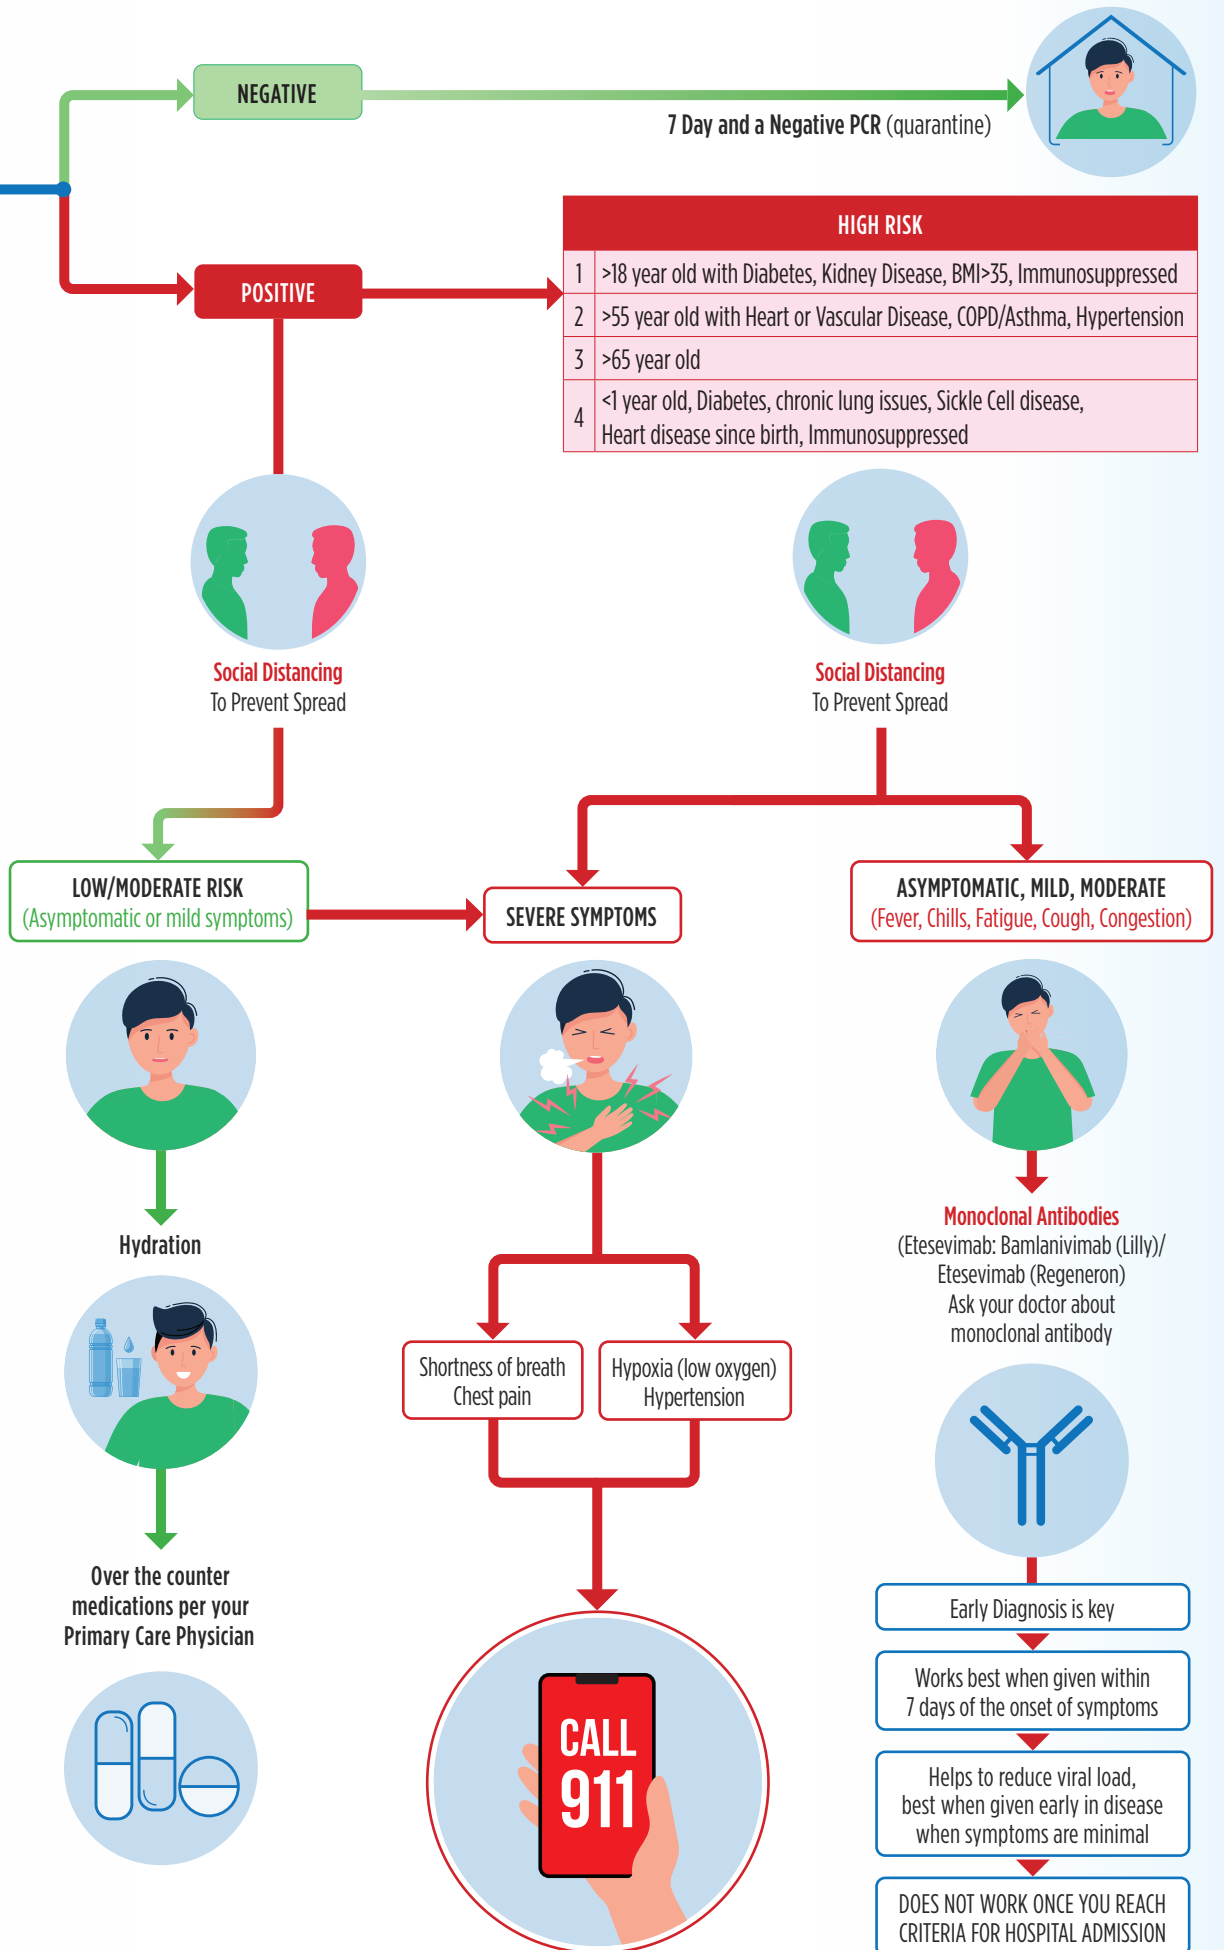 NEGATIVE
7 Day and a Negative PCR (quarantine)
HIGH RISK
POSITIVE
1 >18 year old with Diabetes, Kidney Disease, BMI>35, Immunosuppressed
2 >55 year old with Heart or Vascular Disease, COPD/Asthma, Hypertension
3 >65 year old
4 <1 year old, Diabetes, chronic lung issues, Sickle Cell disease,
Heart disease since birth, Immunosuppressed
Social Distancing
To Prevent Spread
Social Distancing
To Prevent Spread
LOW/MODERATE RISK
(Asymptomatic or mild symptoms)
SEVERE SYMPTOMS
ASYMPTOMATIC, MILD, MODERATE
(Fever, Chills, Fatigue, Cough, Congestion)
Hydration
Over the counter
medications per your
Primary Care Physician
Shortness of breath
Chest pain
Hypoxia (low oxygen)
Hypertension
CALL
911
Monoclonal Antibodies
(Etesevimab: Bamlanivimab (Lilly)/
Etesevimab (Regeneron)
Ask your doctor about
monoclonal antibody
Early Diagnosis is key
Works best when given within
7 days of the onset of symptoms
Helps to reduce viral load,
best when given early in disease
when symptoms are minimal
DOES NOT WORK ONCE YOU REACH
CRITERIA FOR HOSPITAL ADMISSION